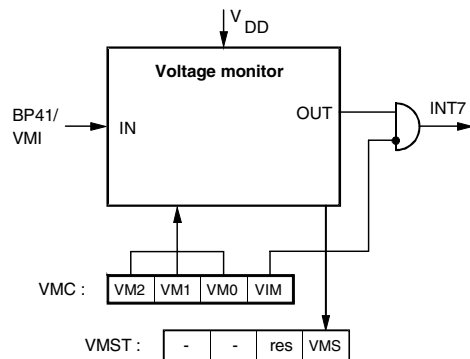 V
DD
Voltage monitor
BP41/
VMI
IN
OUT
INT7
VMC : VM2 VM1 VM0 VIM
VMST : - - res VMS